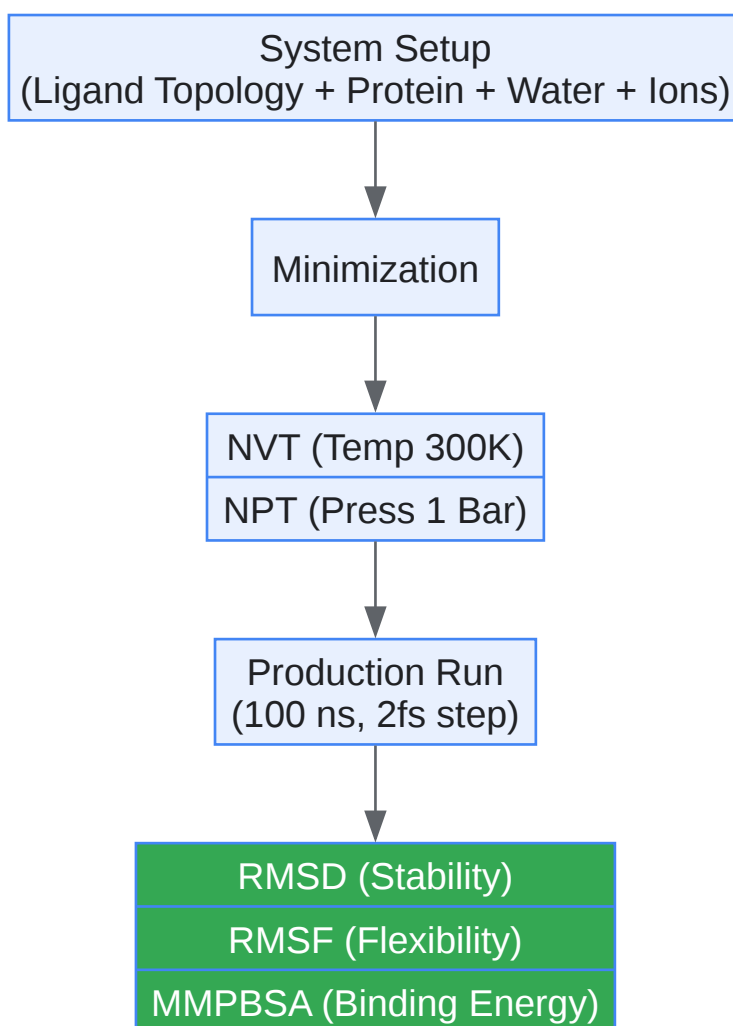 System Setup
(Ligand Topology + Protein + Water + Ions)
Minimization
NVT (Temp 300K)
NPT (Press 1 Bar)
Production Run
(100 ns, 2fs step)
RMSD (Stability)
RMSF (Flexibility)
MMPBSA (Binding Energy)